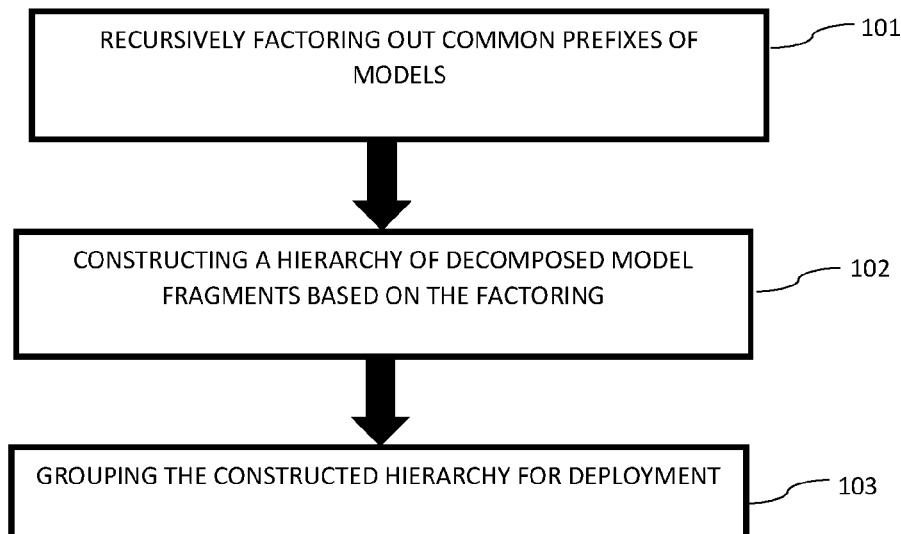 RECURSIVELY FACTORING OUT COMMON PREFIXES OF
MODELS
101
CONSTRUCTING A HIERARCHY OF DECOMPOSED MODEL
FRAGMENTS BASED ON THE FACTORING
102
GROUPING THE CONSTRUCTED HIERARCHY FOR DEPLOYMENT
103